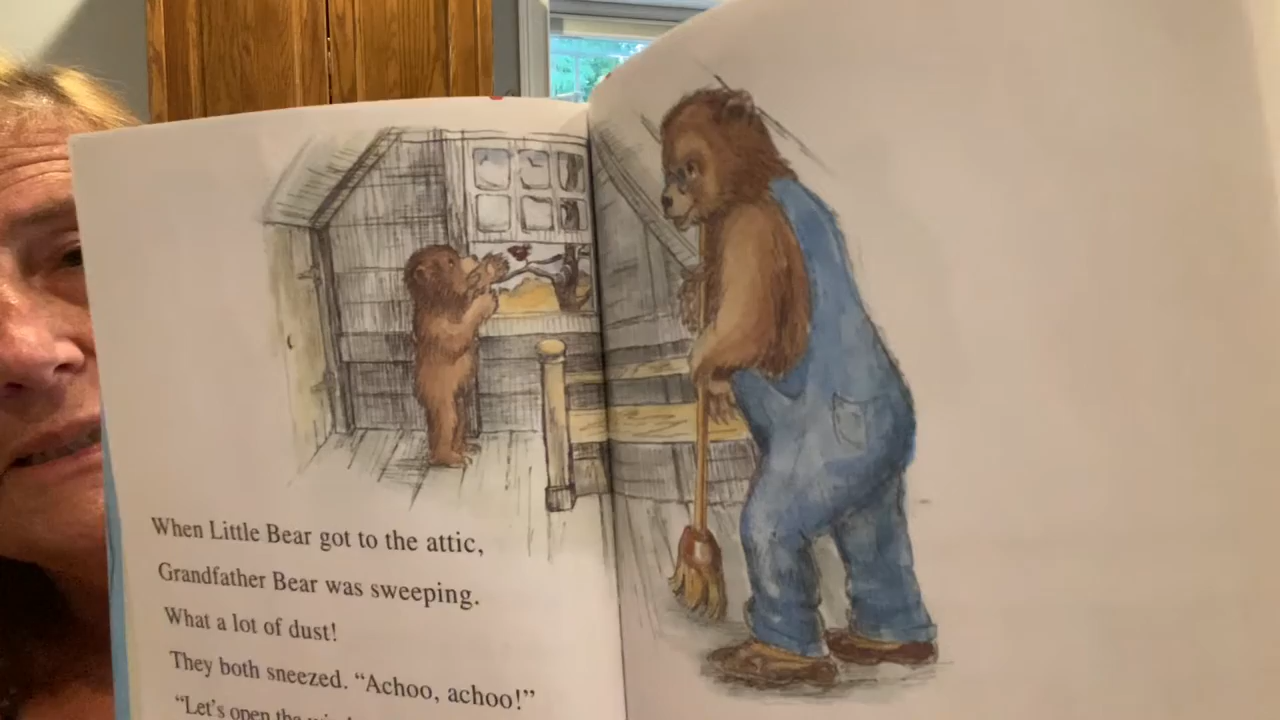 When Little Bear got to the attic,
Grandfather Bear was sweeping.
What a lot of dust!
They both sneezed. “Achoo, achoo!”
“Let's open the